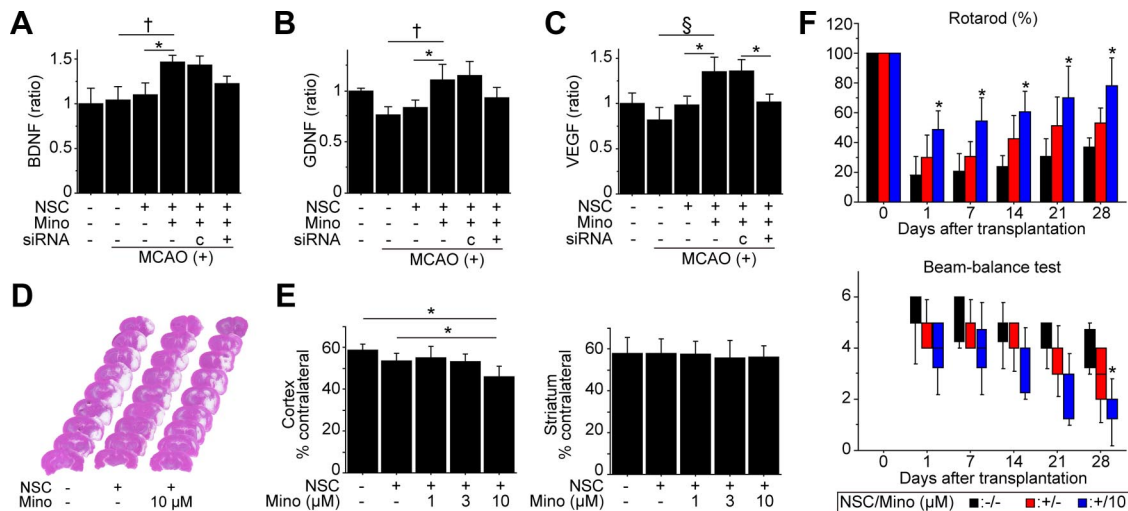 A
†
*
1.5
1
0.5
0
BDNF (ratio)
NSC - - + + + +
Mino - - - + + +
siRNA - - - - c +
MCAO (+)
B
†
*
1.5
1
0.5
0
GDNF (ratio)
NSC - - + + + +
Mino - - - + + +
siRNA - - - - c +
MCAO (+)
C
§
* *
1.5
1
0.5
0
VEGF (ratio)
NSC - - + + + +
Mino - - - + + +
siRNA - - - - c +
MCAO (+)
D
NSC - + +
Mino - - 10 μM
E
*
*
60
40
20
0
Cortex
% contralateral
NSC - + + + +
Mino (μM) - - 1 3 10
60
40
20
0
Striatum
% contralateral
NSC - + + + +
Mino (μM) - - 1 3 10
F
Rotarod (%)
120
100
80
60
40
20
0
* * * * *
0 1 7 14 21 28
Days after transplantation
Beam-balance test
6
4
2
0
*
0 1 7 14 21 28
Days after transplantation
NSC/Mino (μM) :-/- :+/- :+/10